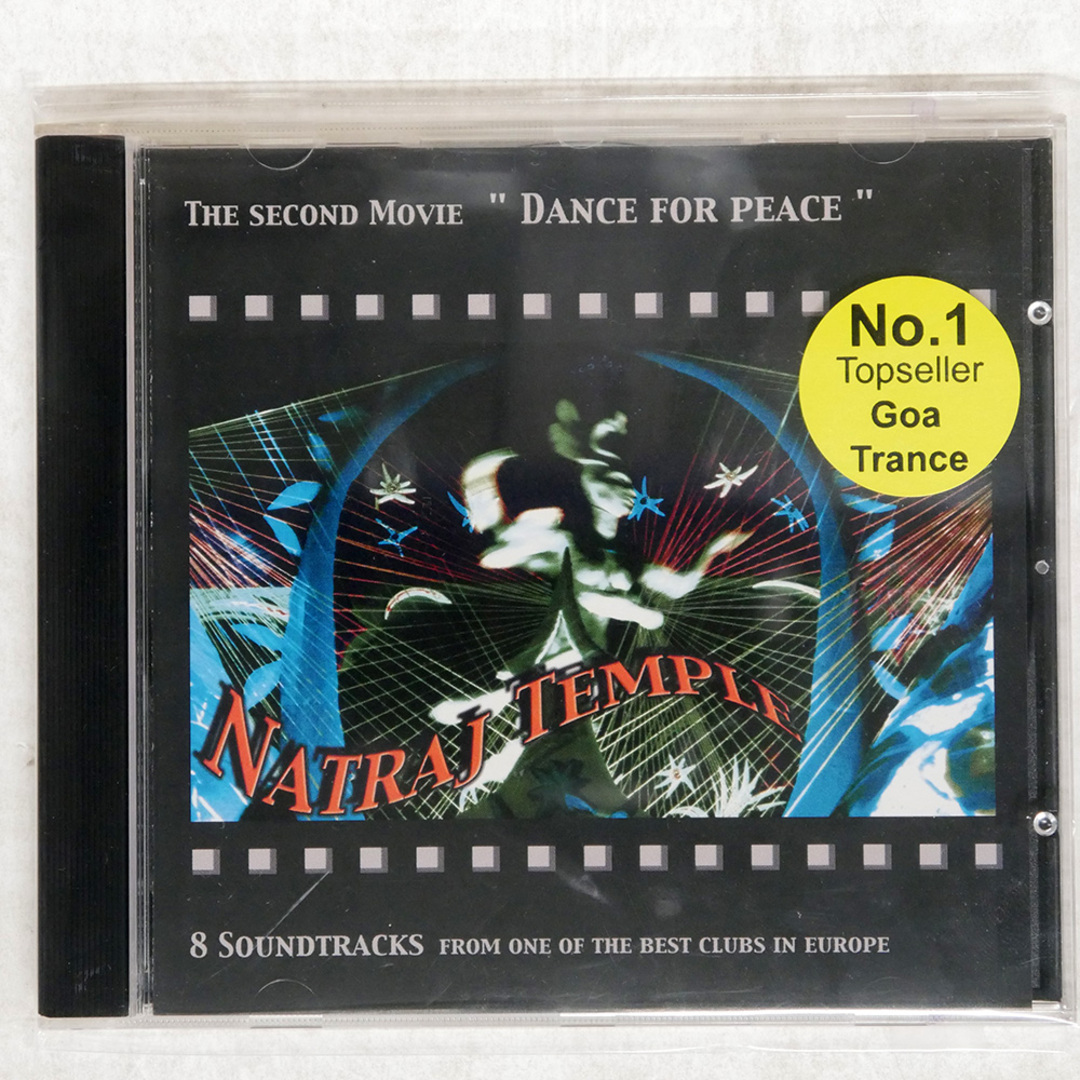 THE SECOND MOVIE " DANCE FOR PEACE "
No.1
Topseller
Goa
Trance
NATRAJ TEMPLE
8 SOUNDTRACKS FROM ONE OF THE BEST CLUBS IN EUROPE